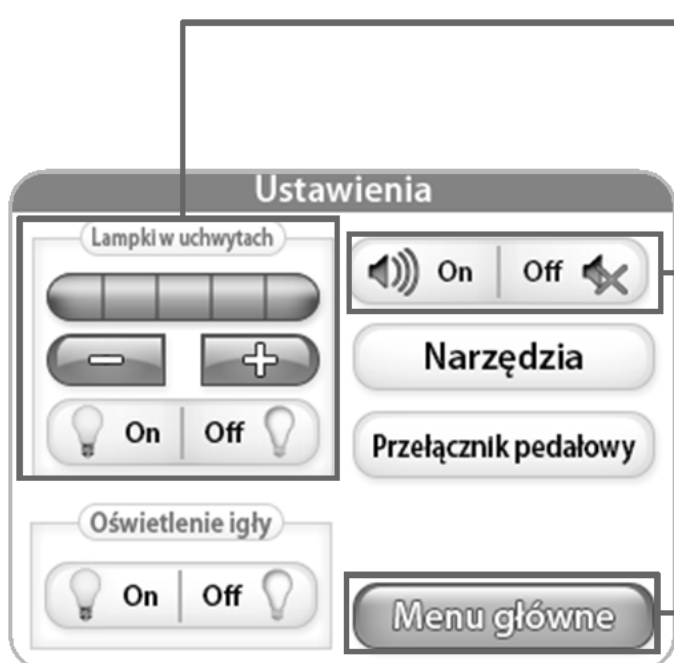 Ustawienia
Lampki w uchwytach
On Off
On Off
Narzędzia
Przełącznik pedałowy
Oświetlenie igły
On Off
Menu główne